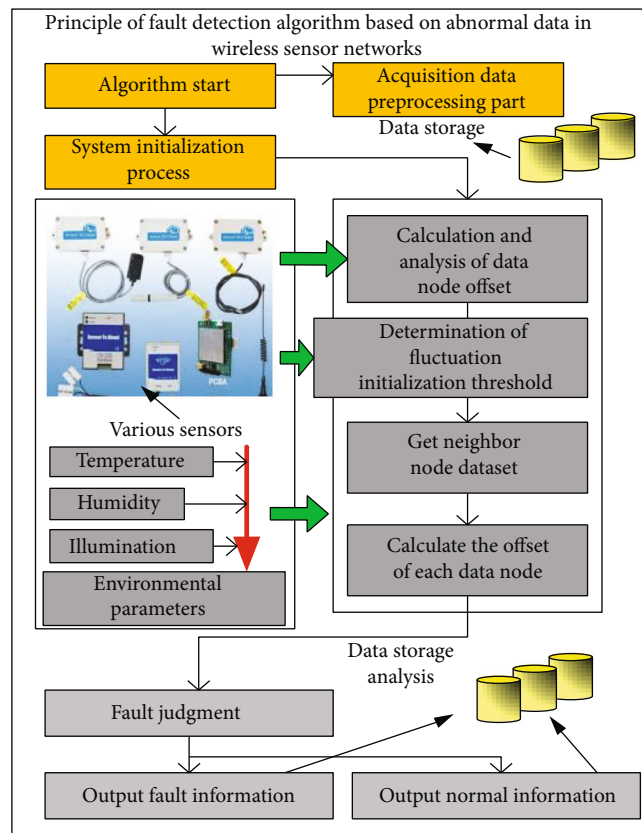 Principle of fault detection algorithm based on abnormal data in
wireless sensor networks
Algorithm start
Acquisition data
preprocessing part
Data storage
System initialization
process
Calculation and
analysis of data
node offset
Determination of
fluctuation
initialization threshold
PCBA
Various sensors
Temperature
Humidity
Illumination
Environmental
parameters
Get neighbor
node dataset
Calculate the offset
of each data node
Data storage
analysis
Fault judgment
Output fault information
Output normal information